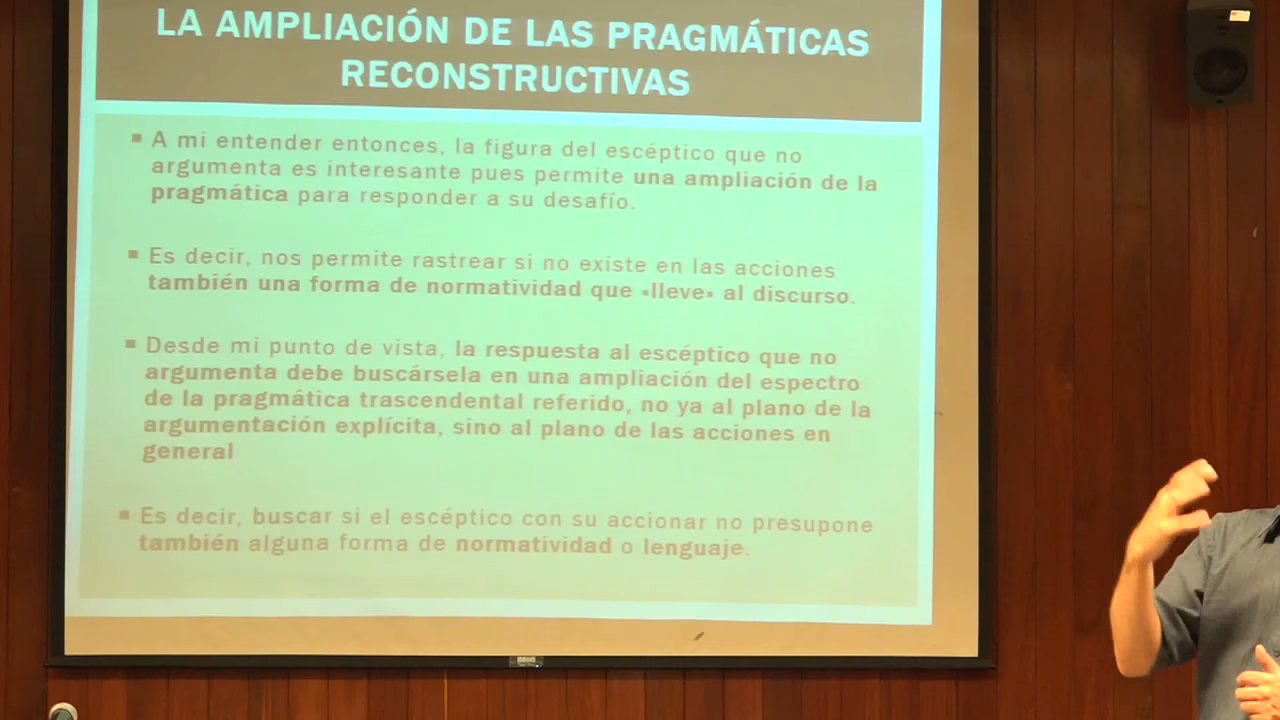 LA AMPLIACIÓN DE LAS PRAGMÁTICAS
RECONSTRUCTIVAS
▪ A mi entender entonces, la figura del escéptico que no
argumenta es interesante pues permite una ampliación de la
pragmática para responder a su desafío.
▪ Es decir, nos permite rastrear si no existe en las acciones
también una forma de normatividad que «lleve» al discurso.
▪ Desde mi punto de vista, la respuesta al escéptico que no
argumenta debe buscársela en una ampliación del espectro
de la pragmática trascendental referido, no ya al plano de la
argumentación explícita, sino al plano de las acciones en
general
▪ Es decir, buscar si el escéptico con su accionar no presupone
también alguna forma de normatividad o lenguaje.